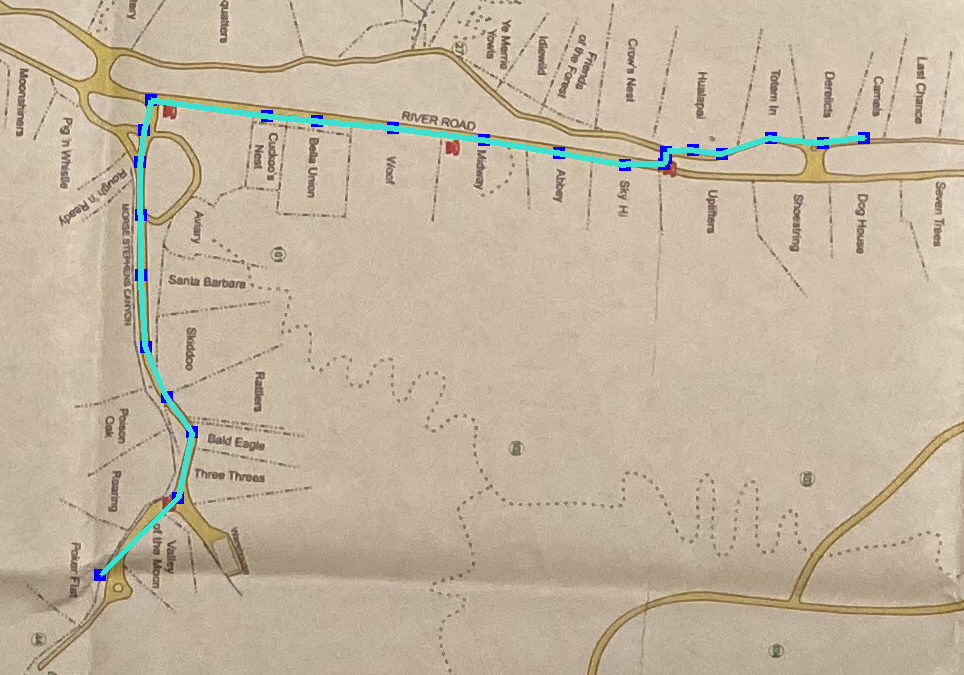 quatters
Ye Merrie
Yowls
Idlewild
Friends
of the Forest
Crow's Nest
Hualapai
Totem In
Derelicts
Camels
Last Chance
Moonshiners
Pig 'n Whistle
RIVER ROAD
Cuckoo's
Nest
Bella Union
Woof
Midway
Abbey
Sky Hi
Uplifters
Shoestring
Dog House
Seven Trees
Rough 'n Ready
MORSE STEPHENS CANYON
Aviary
Santa Barbara
Skiddoo
Rattlers
Poison
Oak
Bald Eagle
Three Threes
Roaring
Valley
of the Moon
Poker Flat